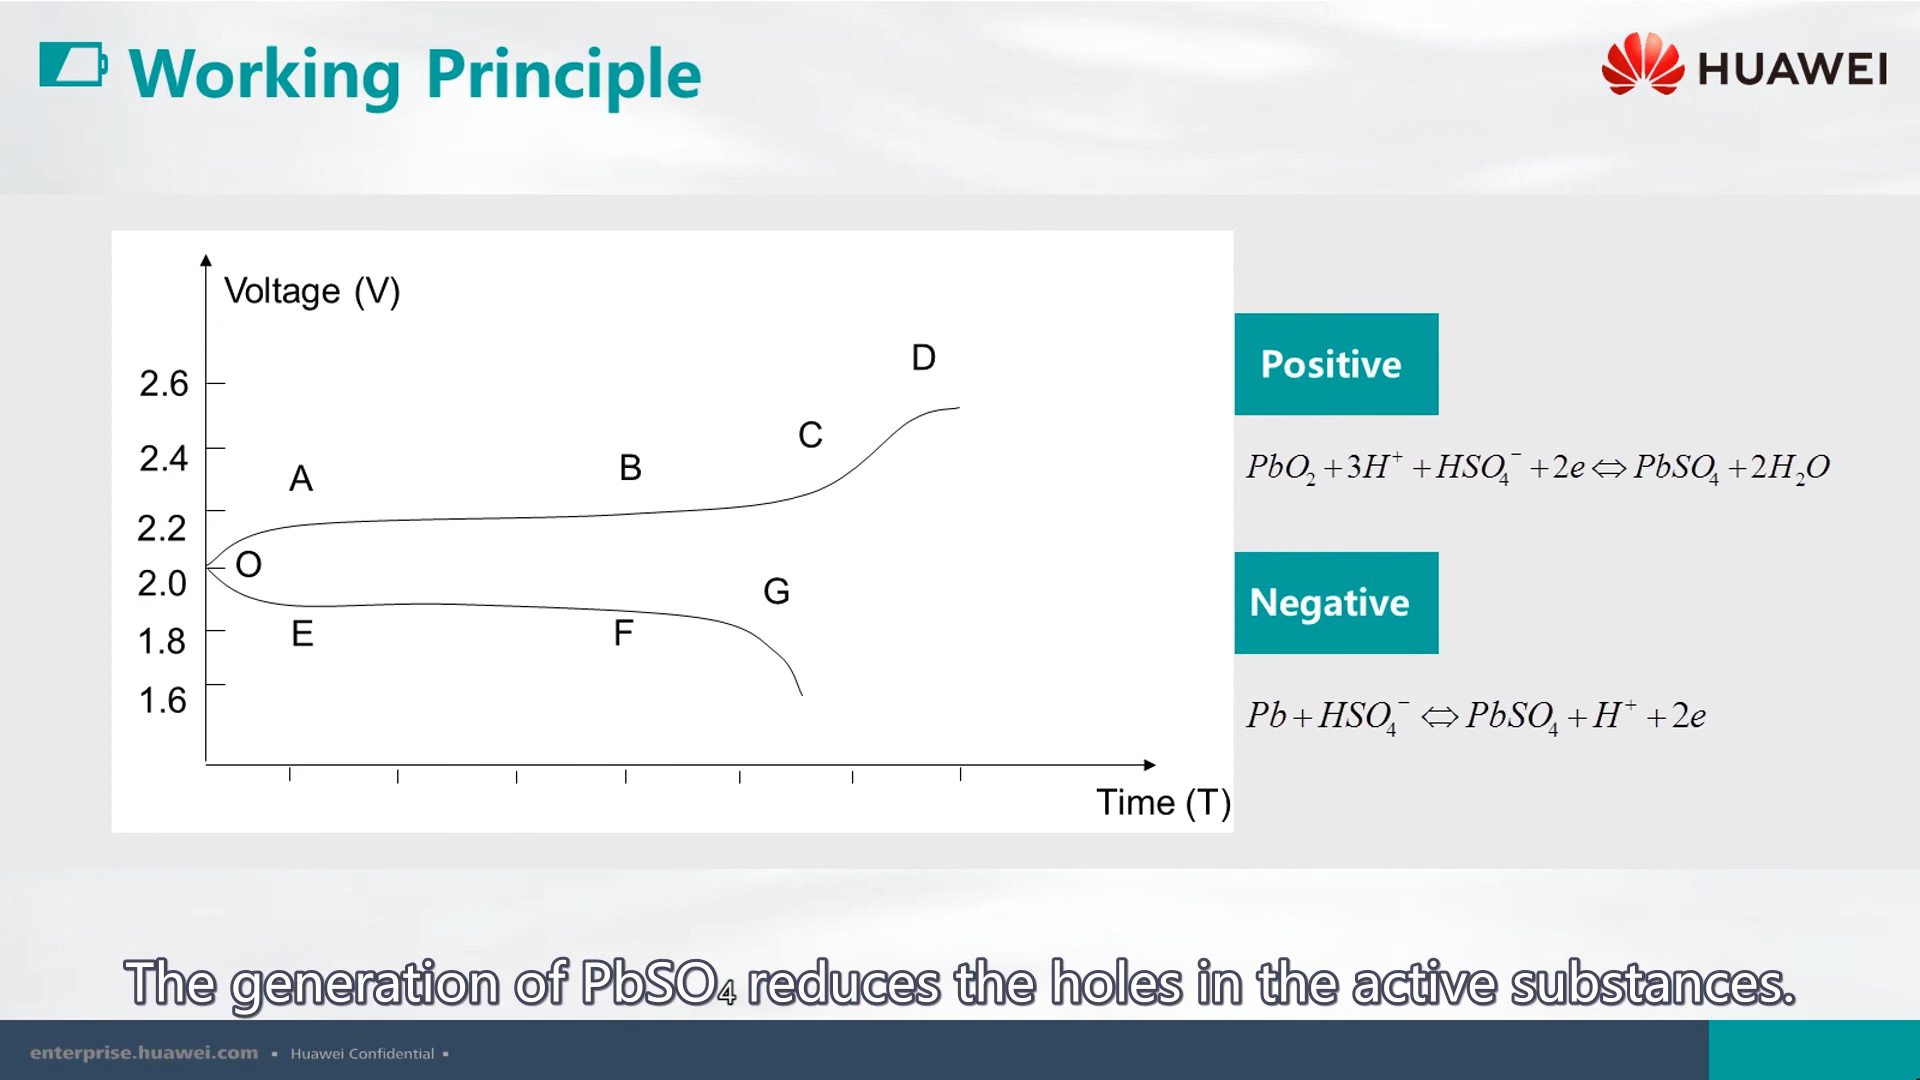 Working Principle
HUAWEI
Voltage (V)
2.6
2.4
2.2
2.0
1.8
1.6
A
B
C
D
O
E
F
G
Time (T)
Positive
PbO₂ + 3H⁺ + HSO₄⁻ + 2e ⇔ PbSO₄ + 2H₂O
Negative
Pb + HSO₄⁻ ⇔ PbSO₄ + H⁺ + 2e
The generation of PbSO₄ reduces the holes in the active substances.
enterprise.huawei.com ▪ Huawei Confidential ▪